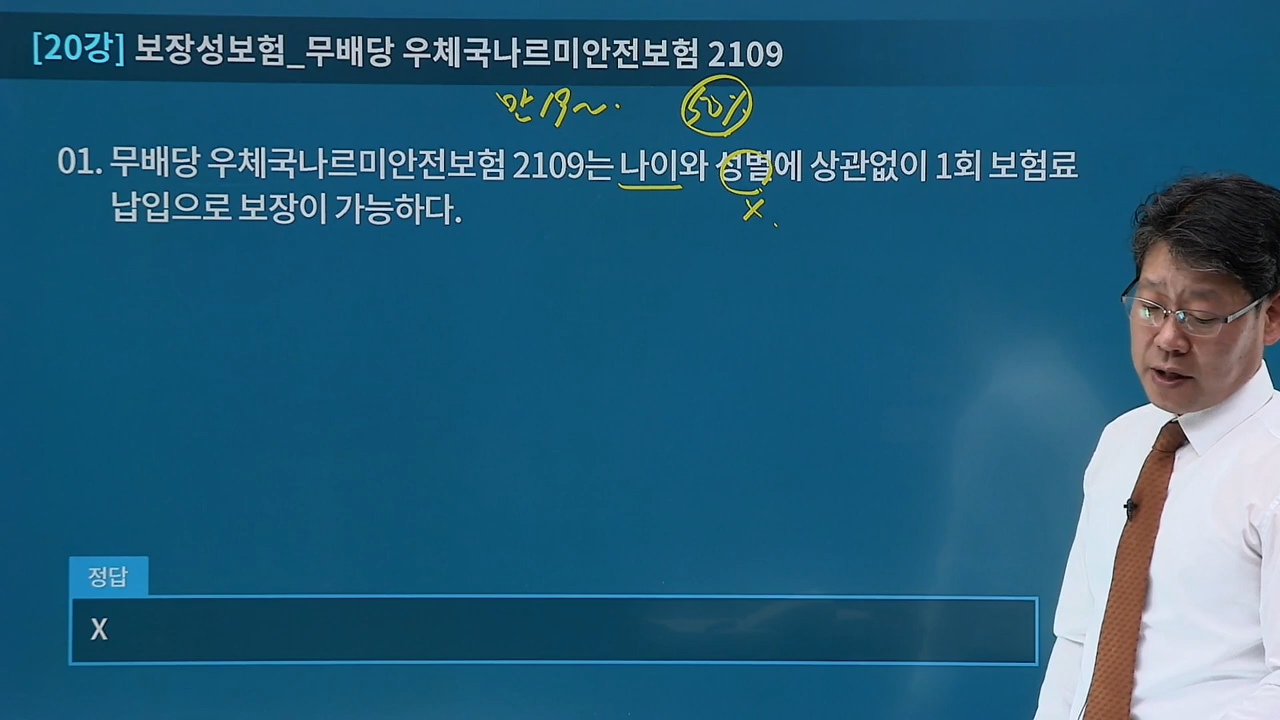 [20강] 보장성보험_무배당 우체국나르미안전보험 2109
만 19~.
50%
01. 무배당 우체국나르미안전보험 2109는 나이와 성별에 상관없이 1회 보험료
납입으로 보장이 가능하다.
x.
정답
X